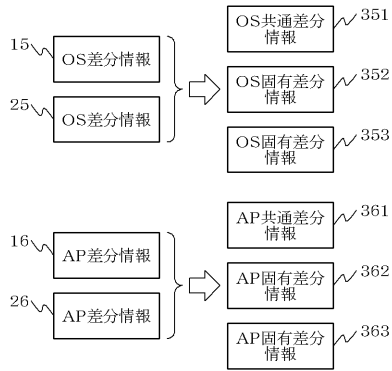 15
OS差分情報
25
OS差分情報
OS共通差分
情報
351
OS固有差分
情報
352
OS固有差分
情報
353
16
AP差分情報
26
AP差分情報
AP共通差分
情報
361
AP固有差分
情報
362
AP固有差分
情報
363